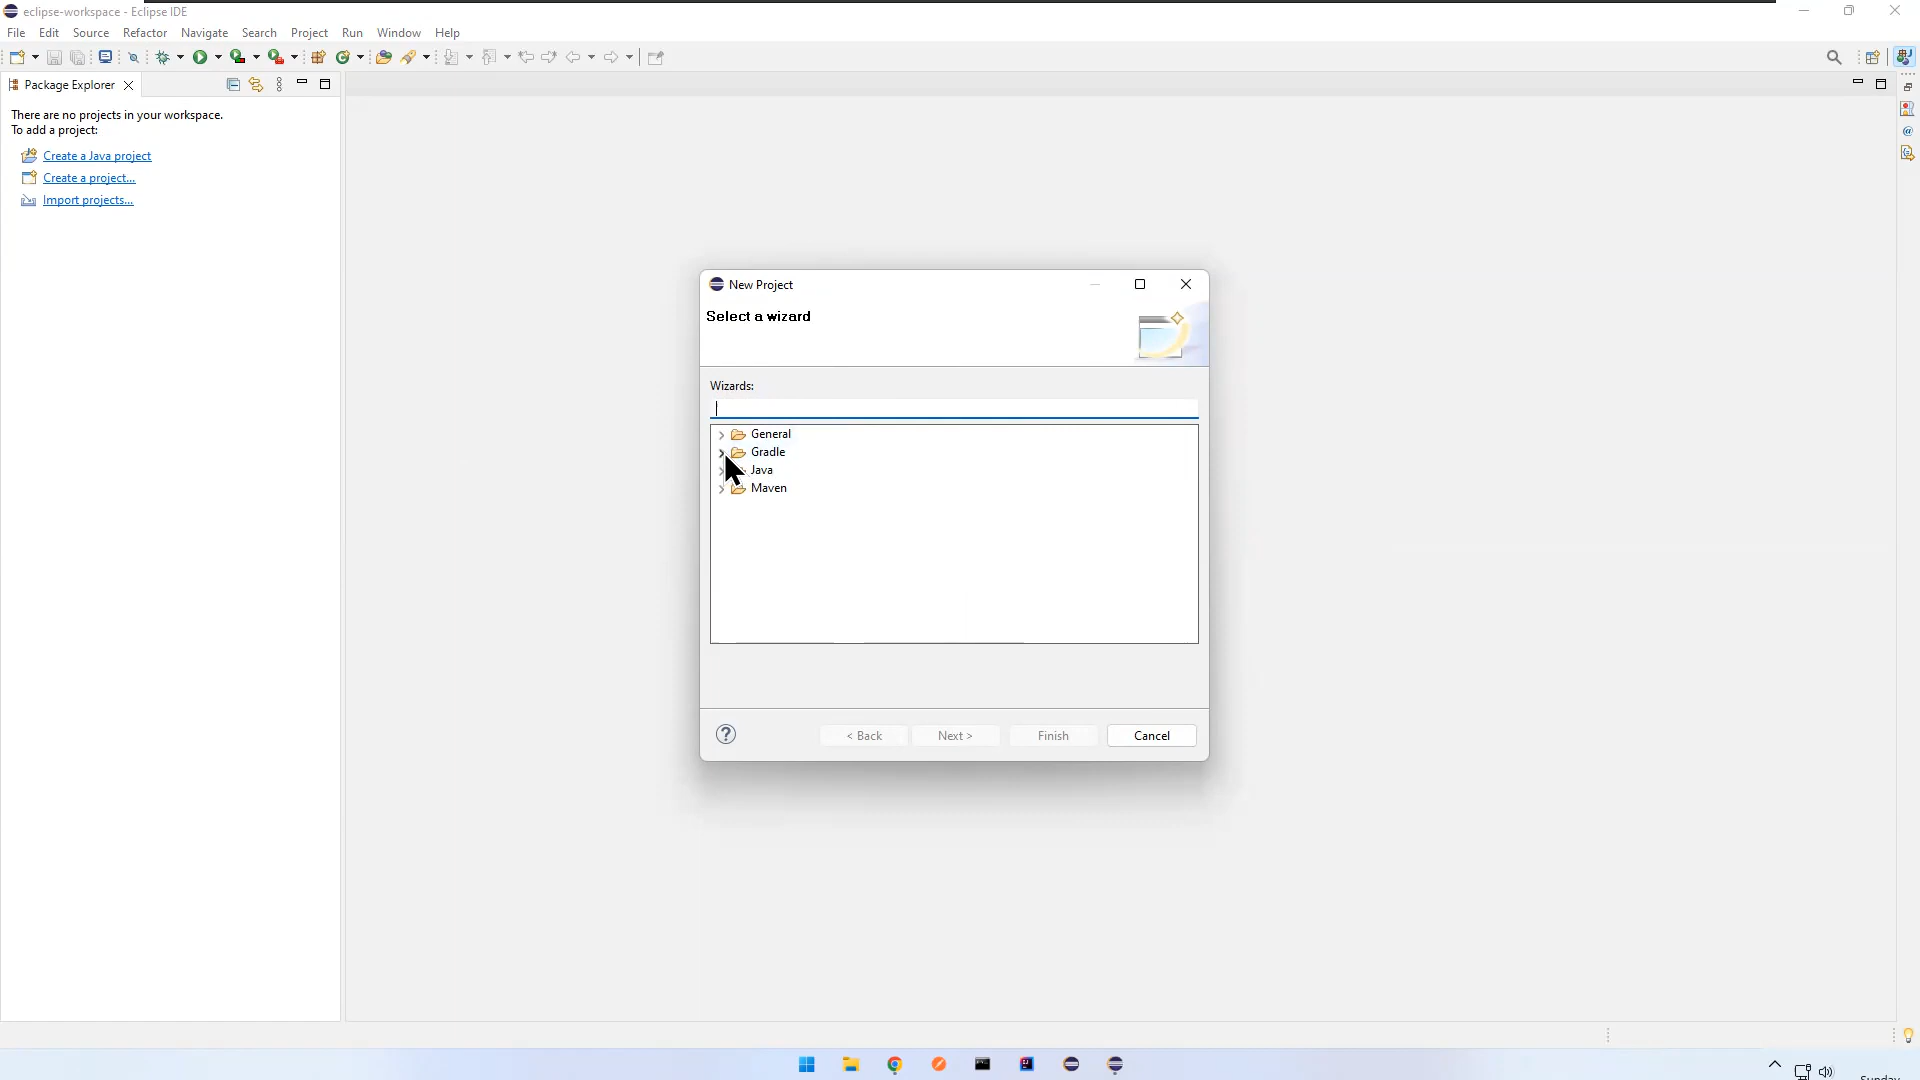 eclipse-workspace - Eclipse IDE
File Edit Source Refactor Navigate Search Project Run Window Help
Package Explorer
There are no projects in your workspace.
To add a project:
Create a Java project
Create a project...
Import projects...
New Project
Select a wizard
Wizards:
General
Gradle
Java
Maven
?
< Back Next > Finish Cancel